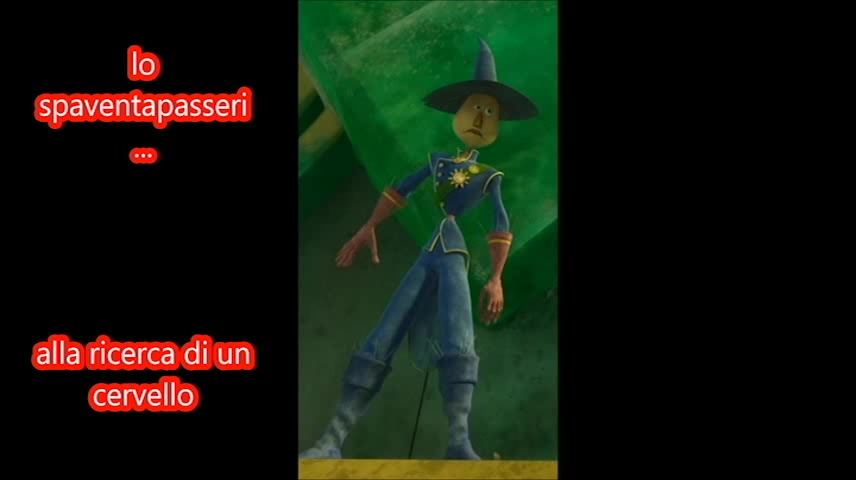 lo
spaventapasseri
...
alla ricerca di un
cervello